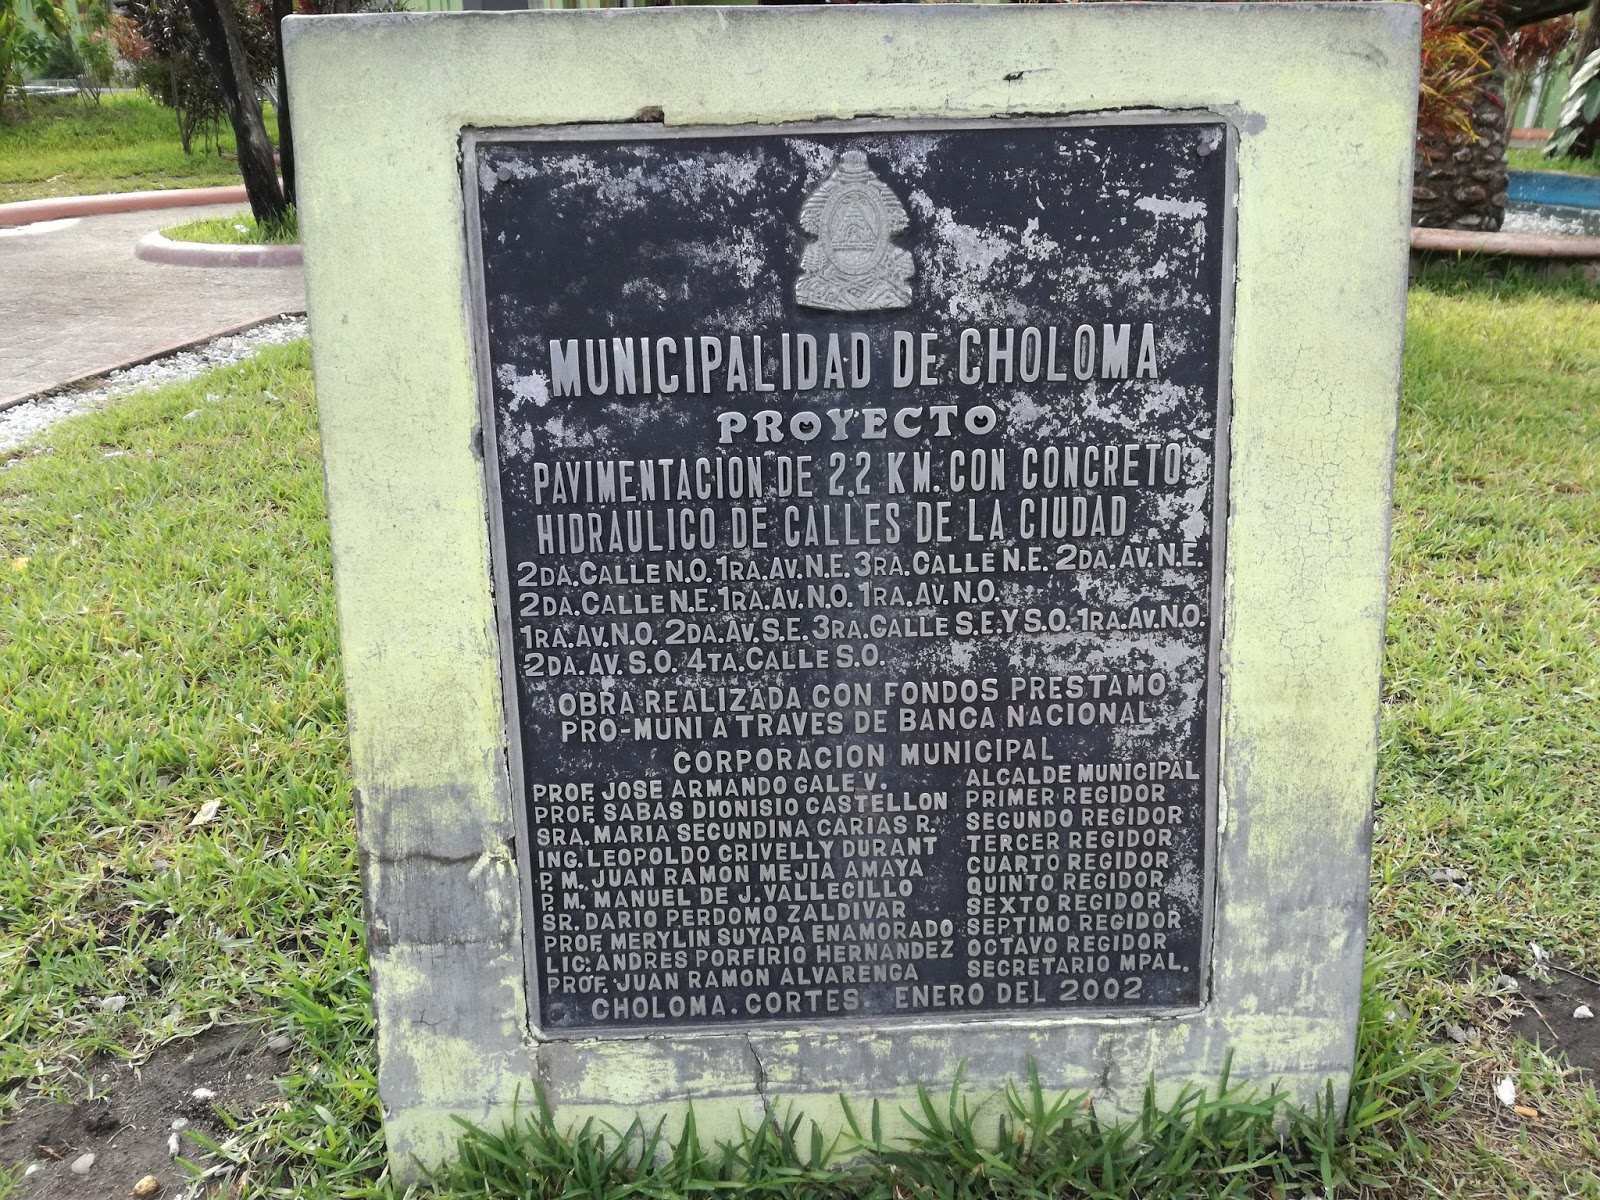 MUNICIPALIDAD DE CHOLOMA
PROYECTO
PAVIMENTACION DE 2.2 KM. CON CONCRETO
HIDRAULICO DE CALLES DE LA CIUDAD
2DA. CALLE N.O. 1RA. AV. N.E. 3RA. CALLE N.E. 2DA. AV. N.E.
2DA. CALLE N.E. 1RA. AV. N.O. 1RA. AV. N.O.
1RA. AV. N.O. 2DA. AV. S.E. 3RA. CALLE S.E. Y S.O. 1RA. AV. N.O.
2DA. AV. S.O. 4TA. CALLE S.O.
OBRA REALIZADA CON FONDOS PRESTAMO
PRO-MUNI A TRAVES DE BANCA NACIONAL
CORPORACION MUNICIPAL
PROF. JOSE ARMANDO GALE V. ALCALDE MUNICIPAL
PROF. SABAS DIONISIO CASTELLON PRIMER REGIDOR
SRA. MARIA SECUNDINA CARIAS R. SEGUNDO REGIDOR
ING. LEOPOLDO CRIVELLY DURANT TERCER REGIDOR
P. M. JUAN RAMON MEJIA AMAYA CUARTO REGIDOR
P. M. MANUEL DE J. VALLECILLO QUINTO REGIDOR
SR. DARIO PERDOMO ZALDIVAR SEXTO REGIDOR
PROF. MERYLIN SUYAPA ENAMORADO SEPTIMO REGIDOR
LIC. ANDRES PORFIRIO HERNANDEZ OCTAVO REGIDOR
PROF. JUAN RAMON ALVARENGA SECRETARIO MPAL.
CHOLOMA. CORTES. ENERO DEL 2002